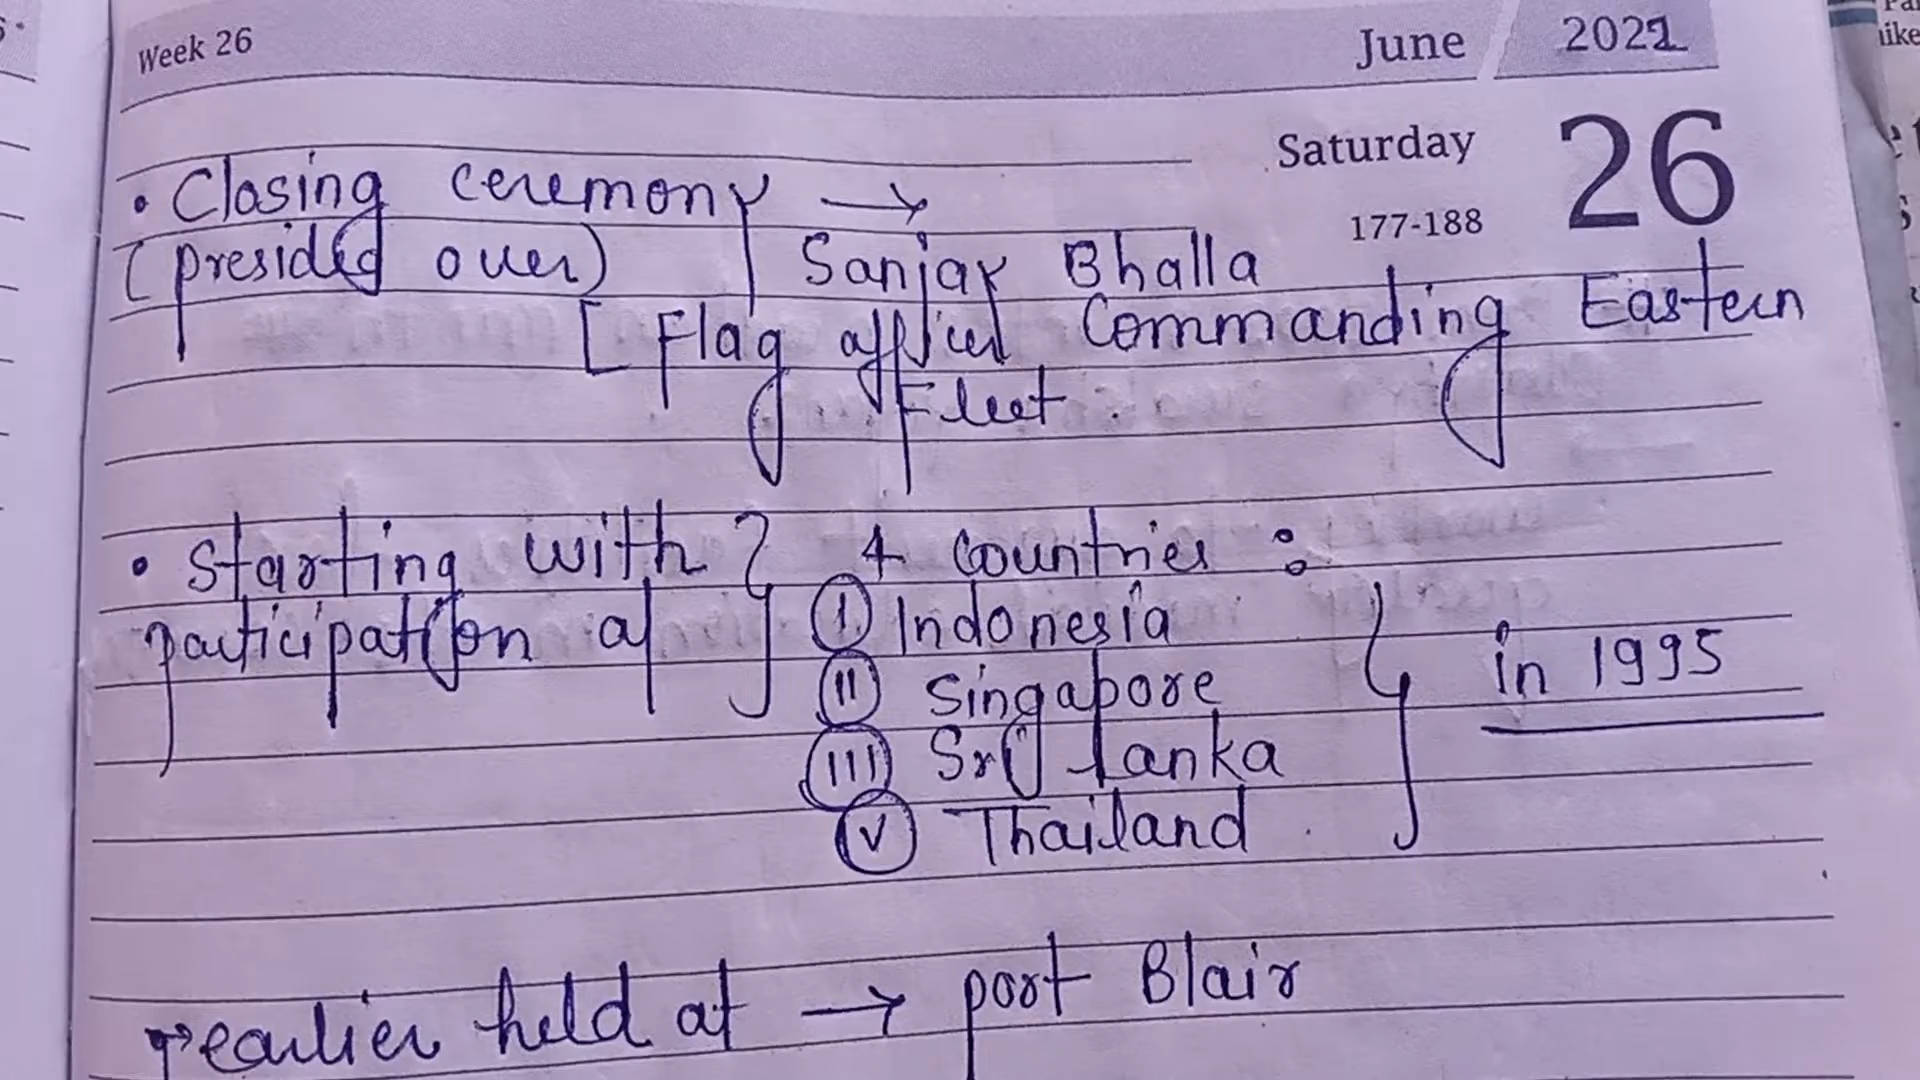 Week 26
June 2021
Saturday 26
177-188
• Closing ceremony →
(presided over) Sanjay Bhalla
[ Flag officer Commanding Eastern
Fleet.
• Starting with } 4 countries :
participation of
(I) Indonesia
(II) Singapore
(III) Sri lanka
(V) Thailand
in 1995
earlier held at → port Blair